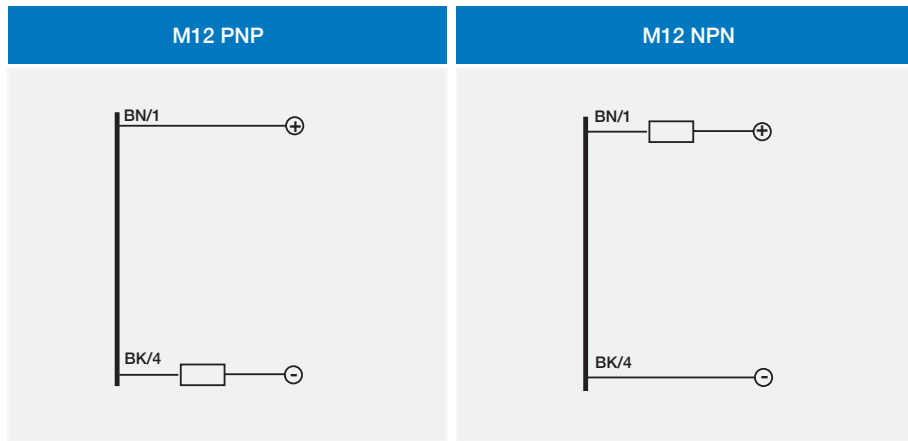 M12 PNP
M12 NPN
BN/1
+
BN/1
+
BK/4
-
BK/4
-